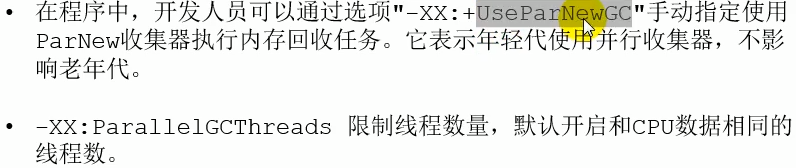 • 在程序中，开发人员可以通过选项"-XX:+UseParNewGC"手动指定使用
ParNew收集器执行内存回收任务。它表示年轻代使用并行收集器，不影
响老年代。
• -XX:ParallelGCThreads 限制线程数量，默认开启和CPU数据相同的
线程数。